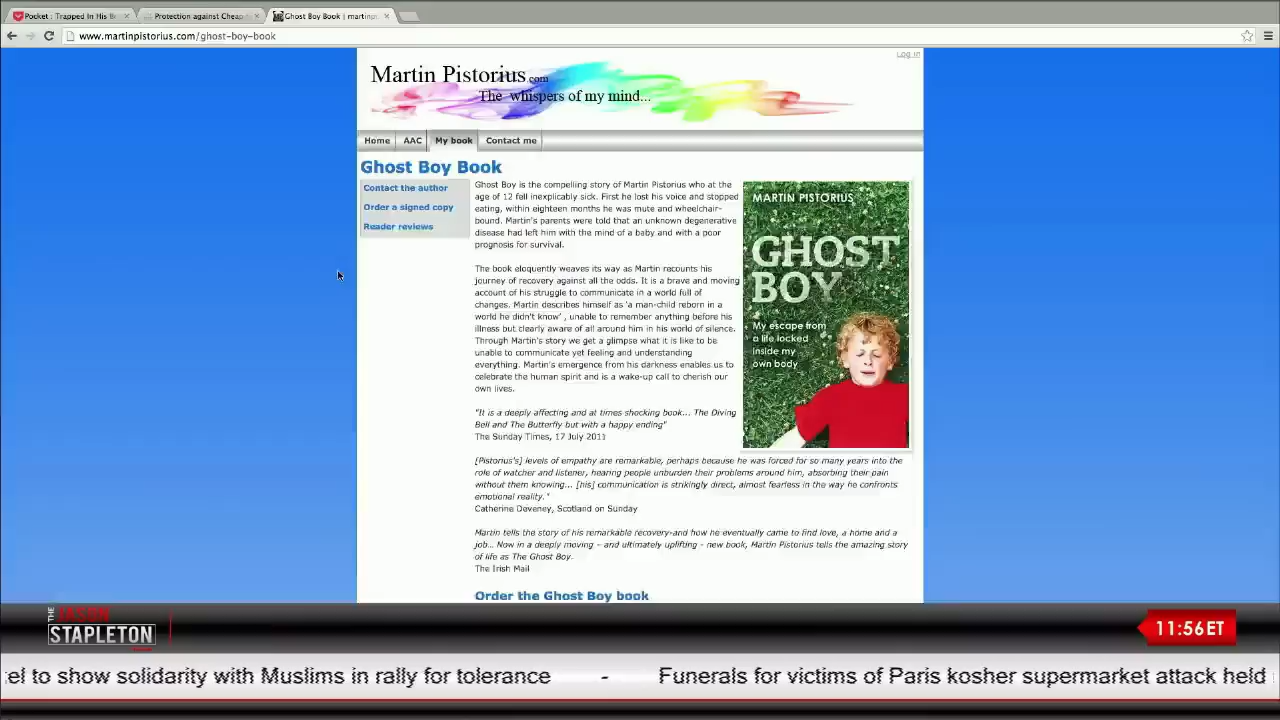 Pocket : Trapped In His B
Protection against Cheap
Ghost Boy Book | martinp
www.martinpistorius.com/ghost-boy-book
Log in
Martin Pistorius.com
The whispers of my mind...
Home
AAC
My book
Contact me
Ghost Boy Book
Contact the author
Order a signed copy
Reader reviews
Ghost Boy is the compelling story of Martin Pistorius who at the
age of 12 fell inexplicably sick. First he lost his voice and stopped
eating, within eighteen months he was mute and wheelchair-
bound. Martin's parents were told that an unknown degenerative
disease had left him with the mind of a baby and with a poor
prognosis for survival.
The book eloquently weaves its way as Martin recounts his
journey of recovery against all the odds. It is a brave and moving
account of his struggle to communicate in a world full of
changes. Martin describes himself as 'a man-child reborn in a
world he didn't know' , unable to remember anything before his
illness but clearly aware of all around him in his world of silence.
Through Martin's story we get a glimpse what it is like to be
unable to communicate yet feeling and understanding
everything. Martin's emergence from his darkness enables us to
celebrate the human spirit and is a wake-up call to cherish our
own lives.
"It is a deeply affecting and at times shocking book... The Diving
Bell and The Butterfly but with a happy ending"
The Sunday Times, 17 July 2011
MARTIN PISTORIUS
GHOST
BOY
My escape from
a life locked
inside my
own body
[Pistorius's] levels of empathy are remarkable, perhaps because he was forced for so many years into the
role of watcher and listener, hearing people unburden their problems around him, absorbing their pain
without them knowing... [his] communication is strikingly direct, almost fearless in the way he confronts
emotional reality."
Catherine Deveney, Scotland on Sunday
Martin tells the story of his remarkable recovery-and how he eventually came to find love, a home and a
job... Now in a deeply moving – and ultimately uplifting - new book, Martin Pistorius tells the amazing story
of life as The Ghost Boy.
The Irish Mail
Order the Ghost Boy book
THE JASON
STAPLETON
11:56ET
el to show solidarity with Muslims in rally for tolerance - Funerals for victims of Paris kosher supermarket attack held